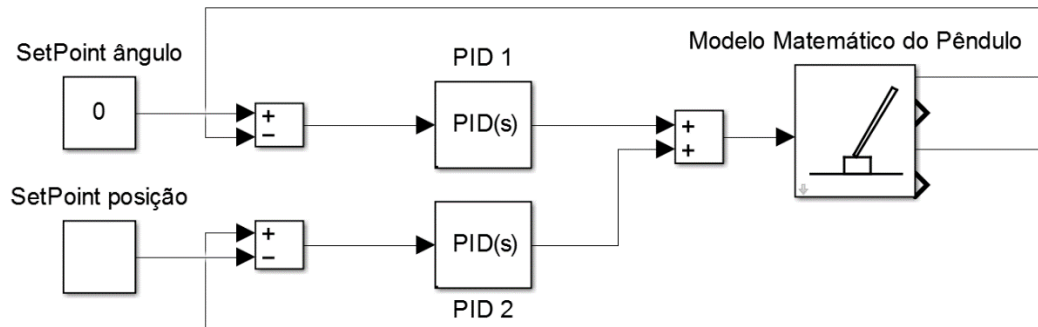 SetPoint ângulo
0
+
−
PID 1
PID(s)
+
+
Modelo Matemático do Pêndulo
SetPoint posição
+
−
PID(s)
PID 2